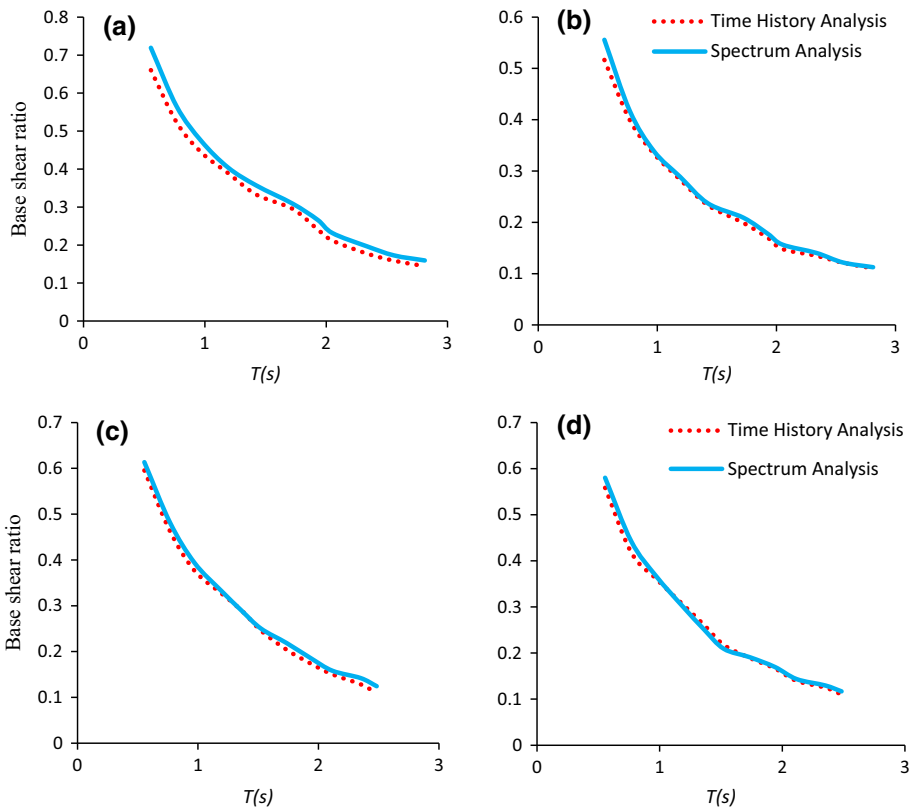 (a)
0.8
0.7
0.6
0.5
0.4
0.3
0.2
0.1
0
0 1 2 3
Base shear ratio
T(s)
(b)
Time History Analysis
Spectrum Analysis
0.6
0.5
0.4
0.3
0.2
0.1
0
0 1 2 3
T(s)
(c)
0.7
0.6
0.5
0.4
0.3
0.2
0.1
0
0 1 2 3
Base shear ratio
T(s)
(d)
Time History Analysis
Spectrum Analysis
0.7
0.6
0.5
0.4
0.3
0.2
0.1
0
0 1 2 3
T(s)